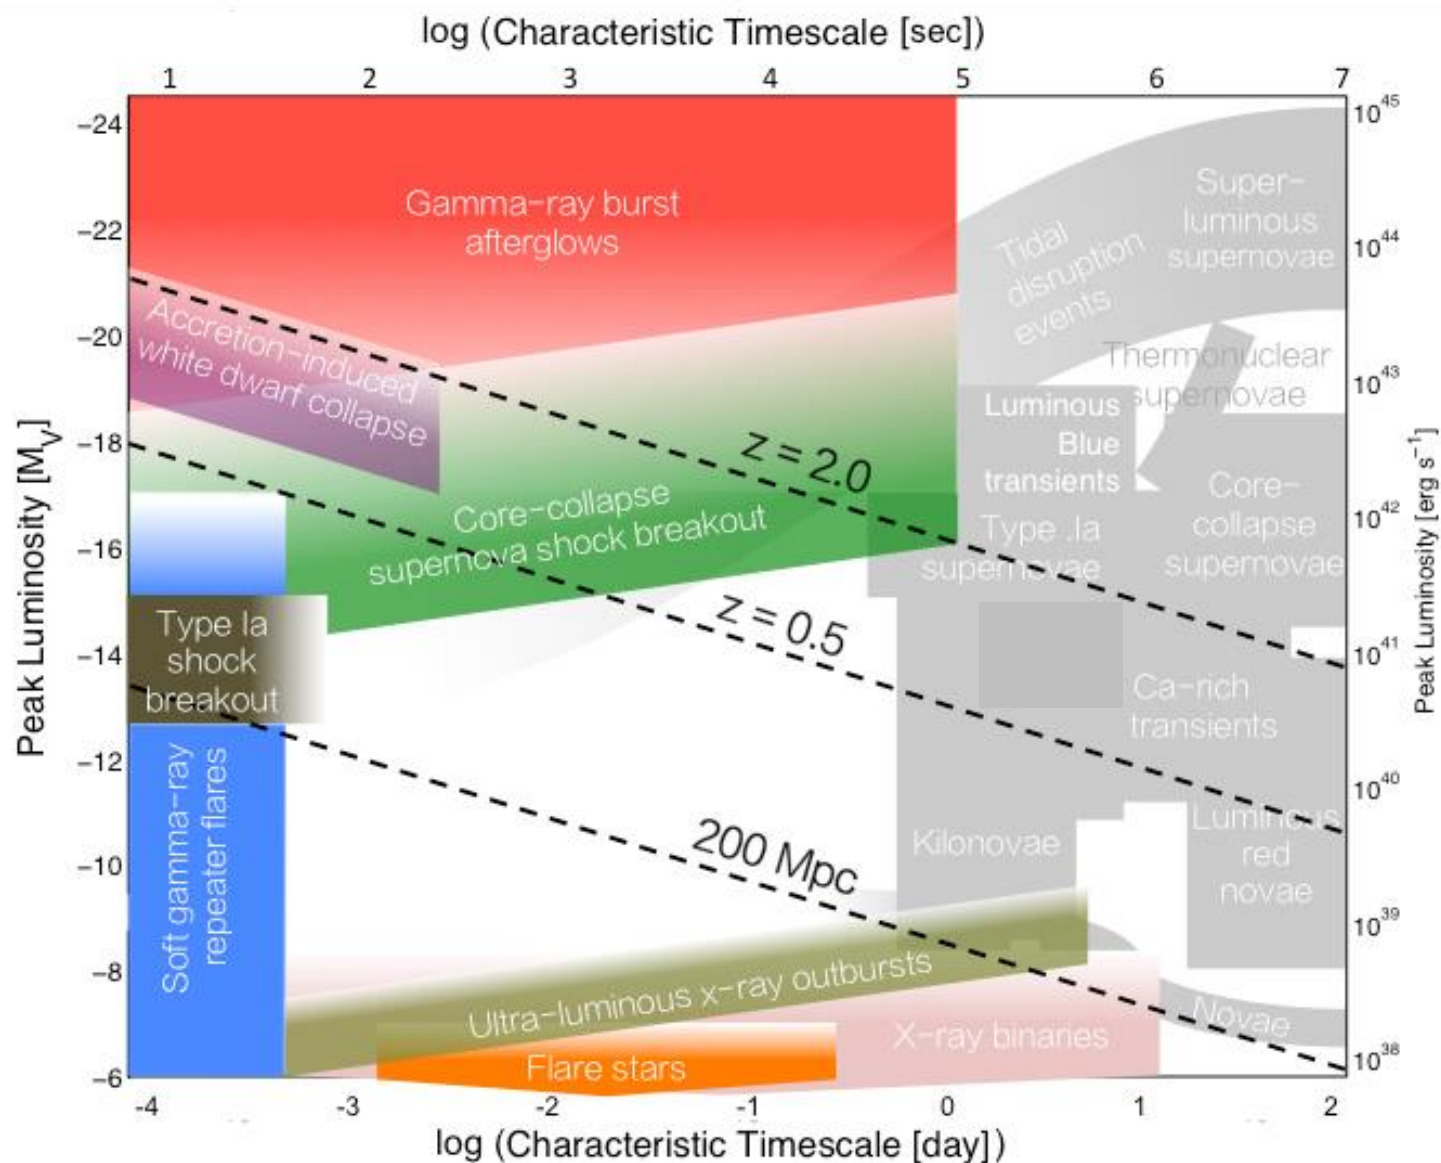 log (Characteristic Timescale [sec])
1 2 3 4 5 6 7
Peak Luminosity [M_V]
−24
−22
−20
−18
−16
−14
−12
−10
−8
−6
10^45
10^44
10^43
10^42
10^41
10^40
10^39
10^38
Peak Luminosity [erg s^−1]
Gamma−ray burst
afterglows
Super−
luminous
supernovae
Tidal
disruption
events
Accretion−induced
white dwarf collapse
Thermonuclear
supernovae
Luminous
Blue
transients
z = 2.0
Core−collapse
supernova shock breakout
Core−
collapse
supernovae
Type .Ia
supernovae
z = 0.5
Type Ia
shock
breakout
Ca−rich
transients
Soft gamma−ray
repeater flares
200 Mpc
Kilonovae
Luminous
red
novae
Ultra−luminous x−ray outbursts
Novae
X−ray binaries
Flare stars
-4 -3 -2 -1 0 1 2
log (Characteristic Timescale [day])